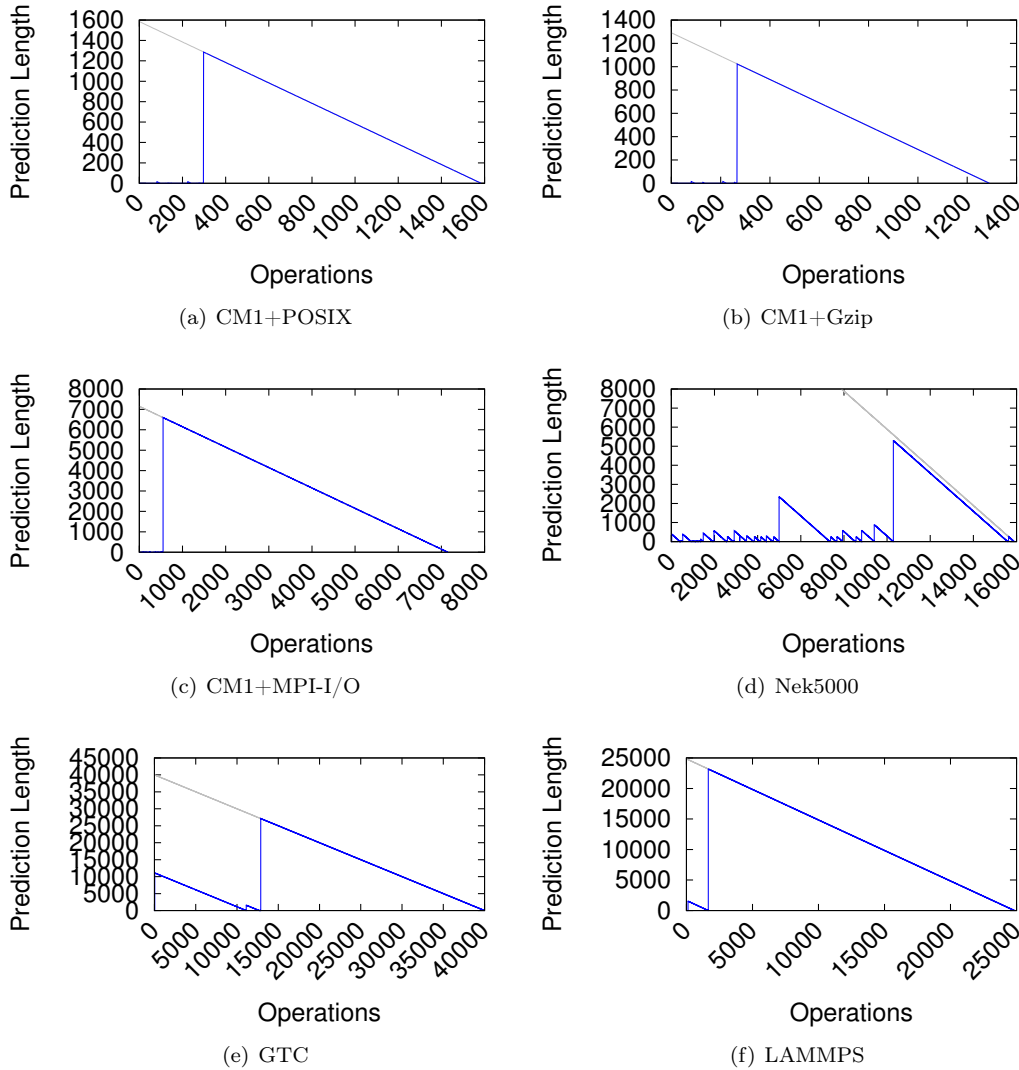 Prediction Length
1600
1400
1200
1000
800
600
400
200
0
0 200 400 600 800 1000 1200 1400 1600
Operations
(a) CM1+POSIX
Prediction Length
1400
1200
1000
800
600
400
200
0
0 200 400 600 800 1000 1200 1400
Operations
(b) CM1+Gzip
Prediction Length
8000
7000
6000
5000
4000
3000
2000
1000
0
0 1000 2000 3000 4000 5000 6000 7000 8000
Operations
(c) CM1+MPI-I/O
Prediction Length
8000
7000
6000
5000
4000
3000
2000
1000
0
0 2000 4000 6000 8000 10000 12000 14000 16000
Operations
(d) Nek5000
Prediction Length
45000
40000
35000
30000
25000
20000
15000
10000
5000
0
0 5000 10000 15000 20000 25000 30000 35000 40000
Operations
(e) GTC
Prediction Length
25000
20000
15000
10000
5000
0
0 5000 10000 15000 20000 25000
Operations
(f) LAMMPS